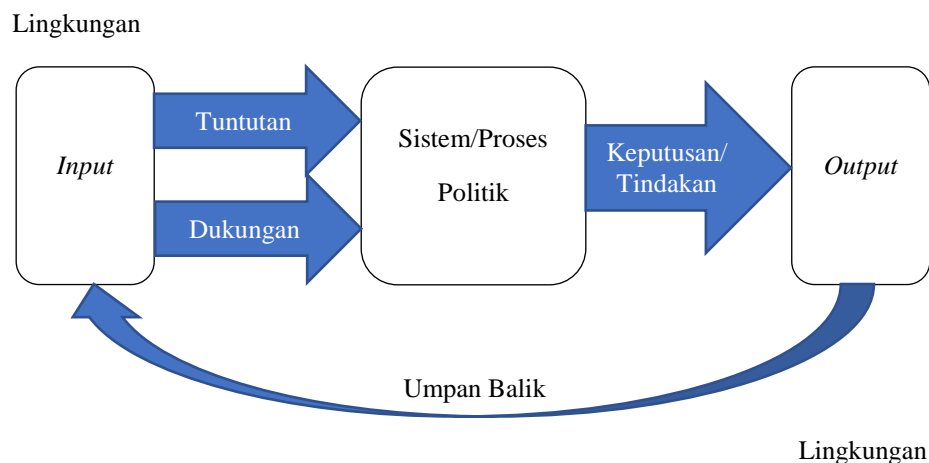 Lingkungan
Input
Tuntutan
Dukungan
Sistem/Proses
Politik
Keputusan/
Tindakan
Output
Umpan Balik
Lingkungan